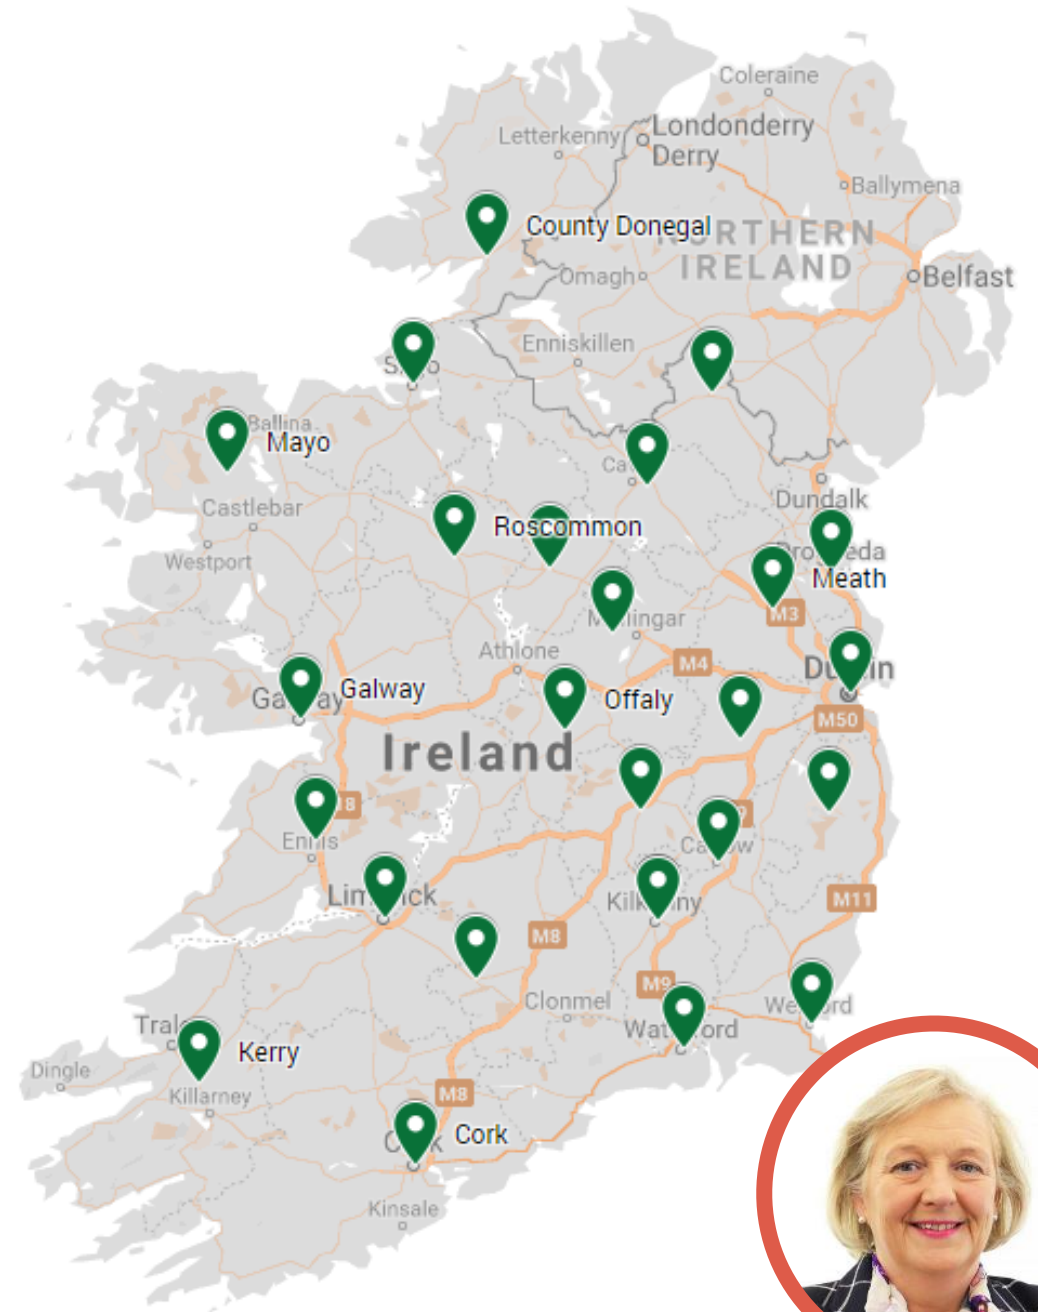 Coleraine
Londonderry
Derry
Letterkenny
Ballymena
County Donegal
NORTHERN
IRELAND
Omagh
Belfast
Enniskillen
Ballina
Mayo
Castlebar
Dundalk
Roscommon
Westport
Meath
M3
Athlone
M4
Galway
Offaly
M50
Ireland
M11
M8
M9
Clonmel
Kerry
Dingle
Killarney
M8
Cork
Kinsale